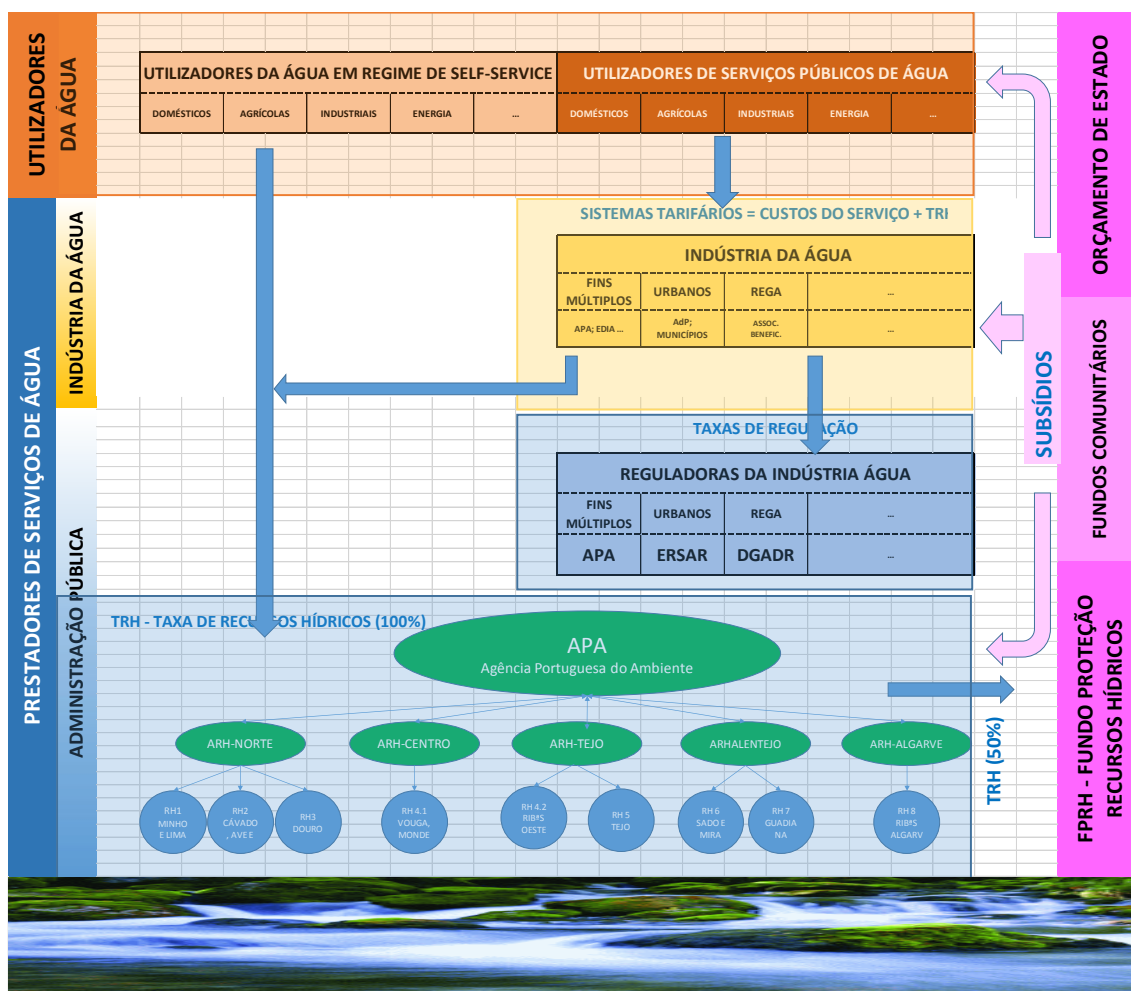 UTILIZADORES
DA ÁGUA
UTILIZADORES DA ÁGUA EM REGIME DE SELF-SERVICE
DOMÉSTICOS
AGRÍCOLAS
INDUSTRIAIS
ENERGIA
...
UTILIZADORES DE SERVIÇOS PÚBLICOS DE ÁGUA
DOMÉSTICOS
AGRÍCOLAS
INDUSTRIAIS
ENERGIA
...
PRESTADORES DE SERVIÇOS DE ÁGUA
INDÚSTRIA DA ÁGUA
SISTEMAS TARIFÁRIOS = CUSTOS DO SERVIÇO + TRI
INDÚSTRIA DA ÁGUA
FINS
MÚLTIPLOS
URBANOS
REGA
...
APA; EDIA ...
AdP;
MUNICÍPIOS
ASSOC.
BENEFIC.
...
ADMINISTRAÇÃO PÚBLICA
TAXAS DE REGULAÇÃO
REGULADORAS DA INDÚSTRIA ÁGUA
FINS
MÚLTIPLOS
URBANOS
REGA
...
APA
ERSAR
DGADR
...
TRH - TAXA DE RECURSOS HÍDRICOS (100%)
APA
Agência Portuguesa do Ambiente
ARH-NORTE
ARH-CENTRO
ARH-TEJO
ARHALENTEJO
ARH-ALGARVE
RH1
MINHO
E LIMA
RH2
CÁVADO
, AVE E
RH3
DOURO
RH 4.1
VOUGA,
MONDE
RH 4.2
RIBªS
OESTE
RH 5
TEJO
RH 6
SADO E
MIRA
RH 7
GUADIA
NA
RH 8
RIBªS
ALGARV
SUBSÍDIOS
TRH (50%)
ORÇAMENTO DE ESTADO
FUNDOS COMUNITÁRIOS
FPRH - FUNDO PROTEÇÃO
RECURSOS HÍDRICOS